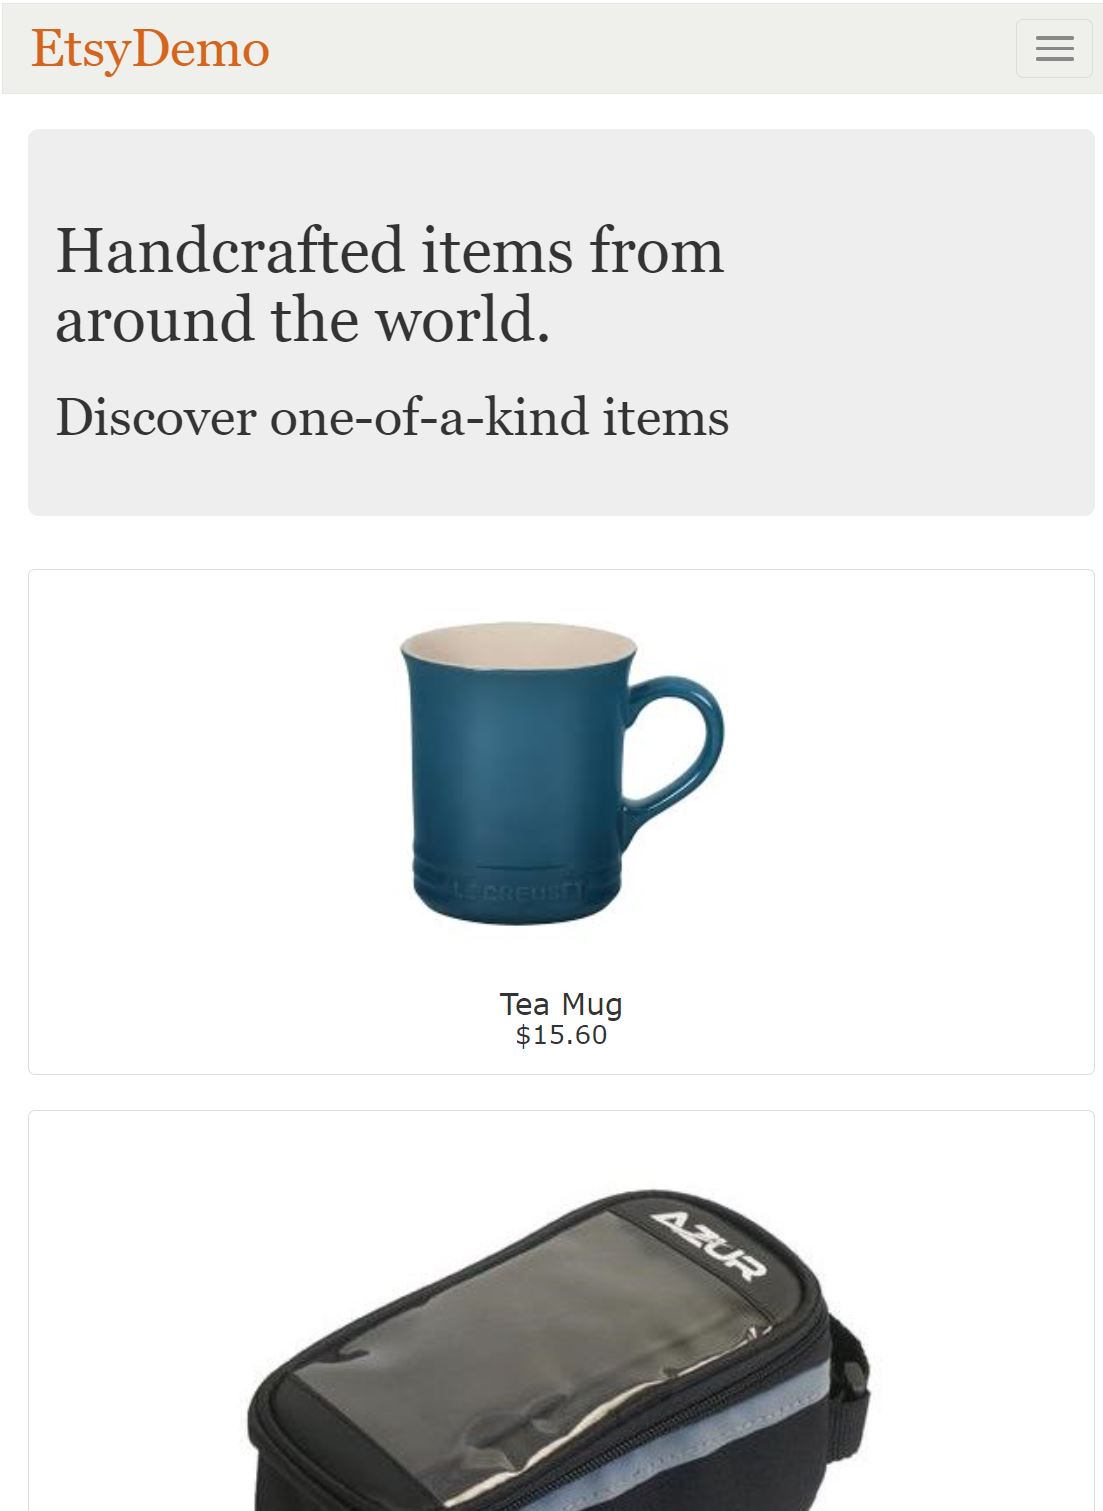 EtsyDemo
Handcrafted items from
around the world.
Discover one-of-a-kind items
LE CREUSET
Tea Mug
$15.60
AZUR